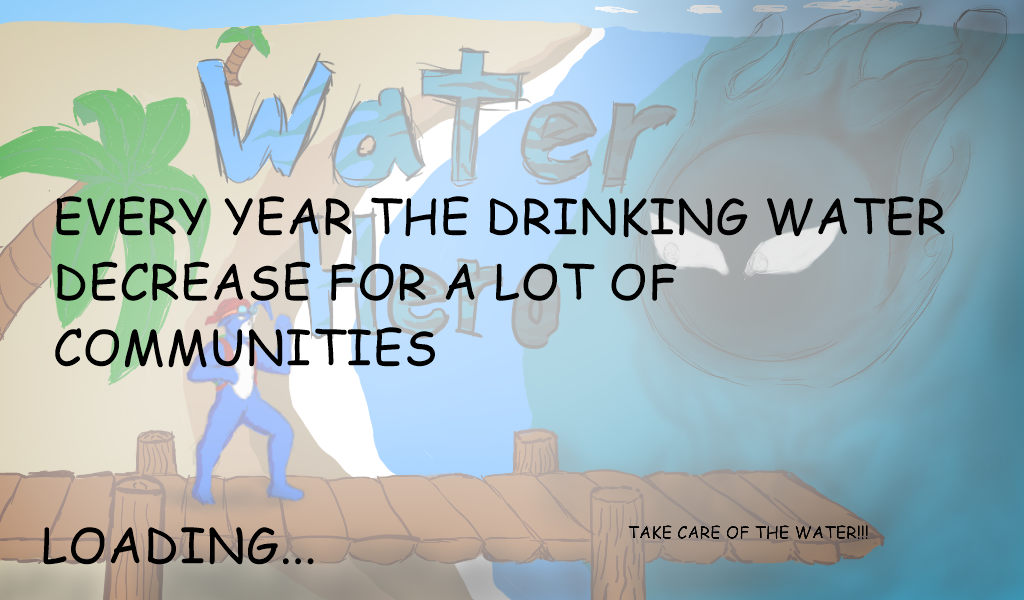 Water
Hero
EVERY YEAR THE DRINKING WATER
DECREASE FOR A LOT OF
COMMUNITIES
LOADING...
TAKE CARE OF THE WATER!!!